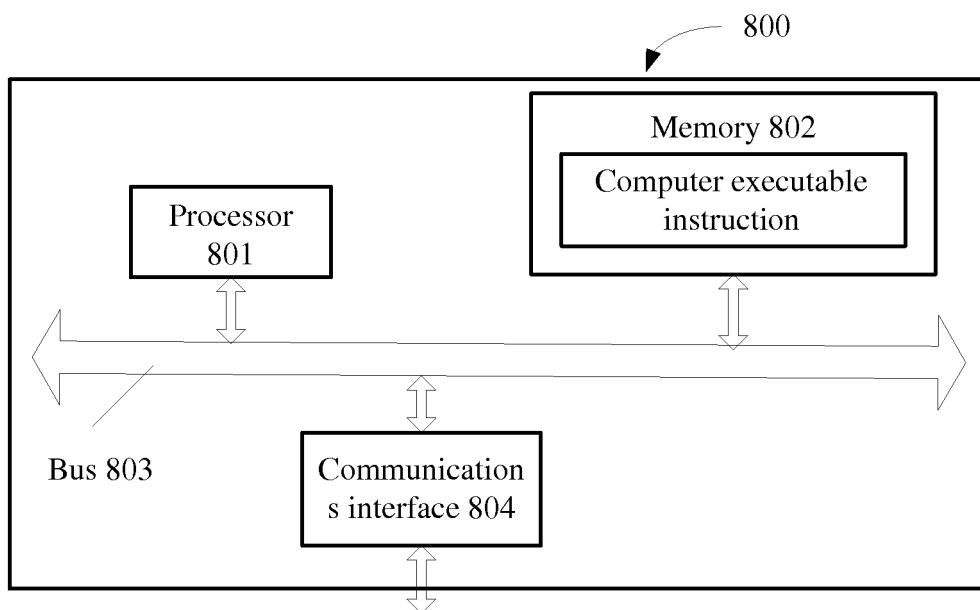 800
Memory 802
Computer executable
instruction
Processor
801
Bus 803
Communication
s interface 804